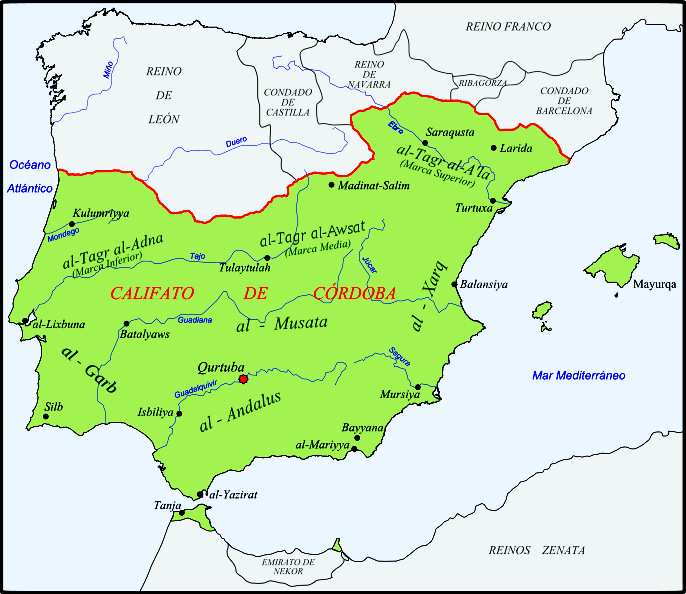 REINO FRANCO
REINO
DE
LEÓN
Miño
CONDADO
DE
CASTILLA
REINO
DE
NAVARRA
RIBAGORZA
CONDADO
DE
BARCELONA
Duero
Ebro
Saraqusta
Larida
al-Tagr al-A'la
(Marca Superior)
Océano
Atlántico
Madinat-Salim
Turtuxa
Kulumriyya
Mondego
al-Tagr al-Adna
(Marca Inferior)
al-Tagr al-Awsat
(Marca Media)
Tajo
Tulaytulah
Júcar
al - Xarq
Balansiya
Mayurqa
CALIFATO DE CÓRDOBA
al-Lixbuna
Batalyaws
Guadiana
al - Musata
al - Garb
Qurtuba
Segura
Mar Mediterráneo
Guadalquivir
Mursiya
Silb
Isbiliya
al - Andalus
Bayyana
al-Mariyya
al-Yazirat
Tanja
REINOS ZENATA
EMIRATO DE
NEKOR